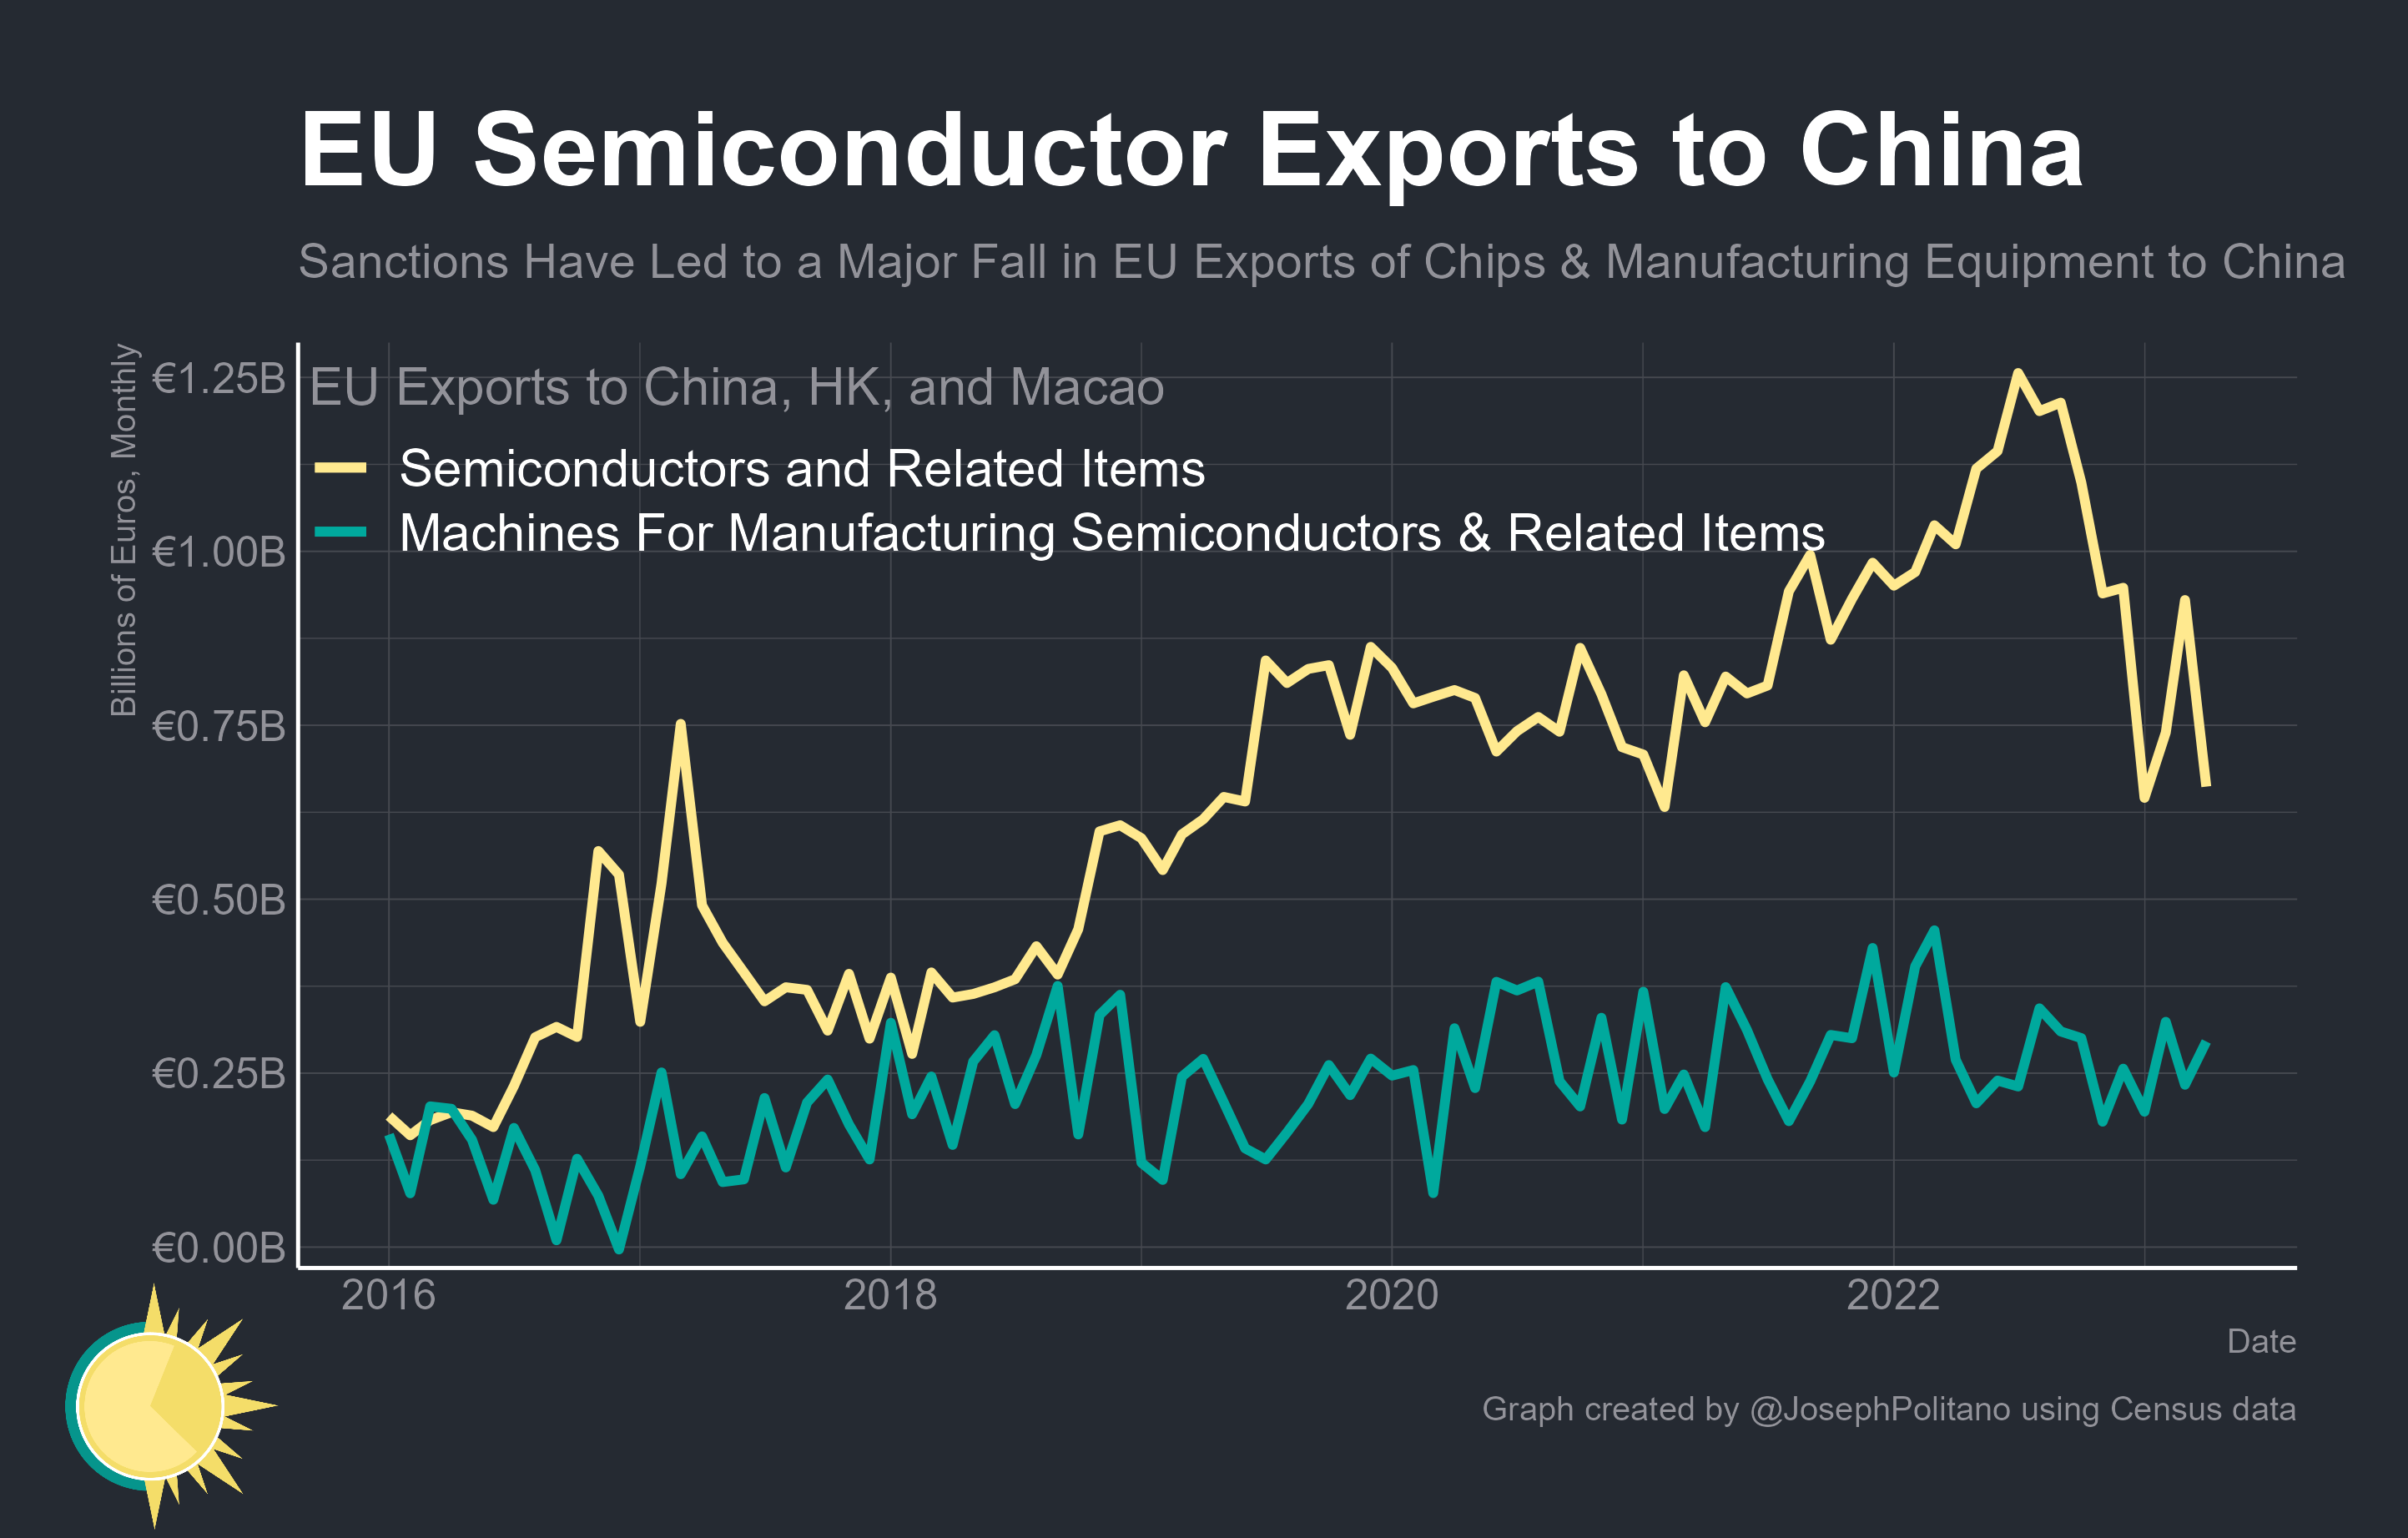 EU Semiconductor Exports to China
Sanctions Have Led to a Major Fall in EU Exports of Chips & Manufacturing Equipment to China
Billions of Euros, Monthly
€1.25B
€1.00B
€0.75B
€0.50B
€0.25B
€0.00B
EU Exports to China, HK, and Macao
Semiconductors and Related Items
Machines For Manufacturing Semiconductors & Related Items
2016
2018
2020
2022
Date
Graph created by @JosephPolitano using Census data